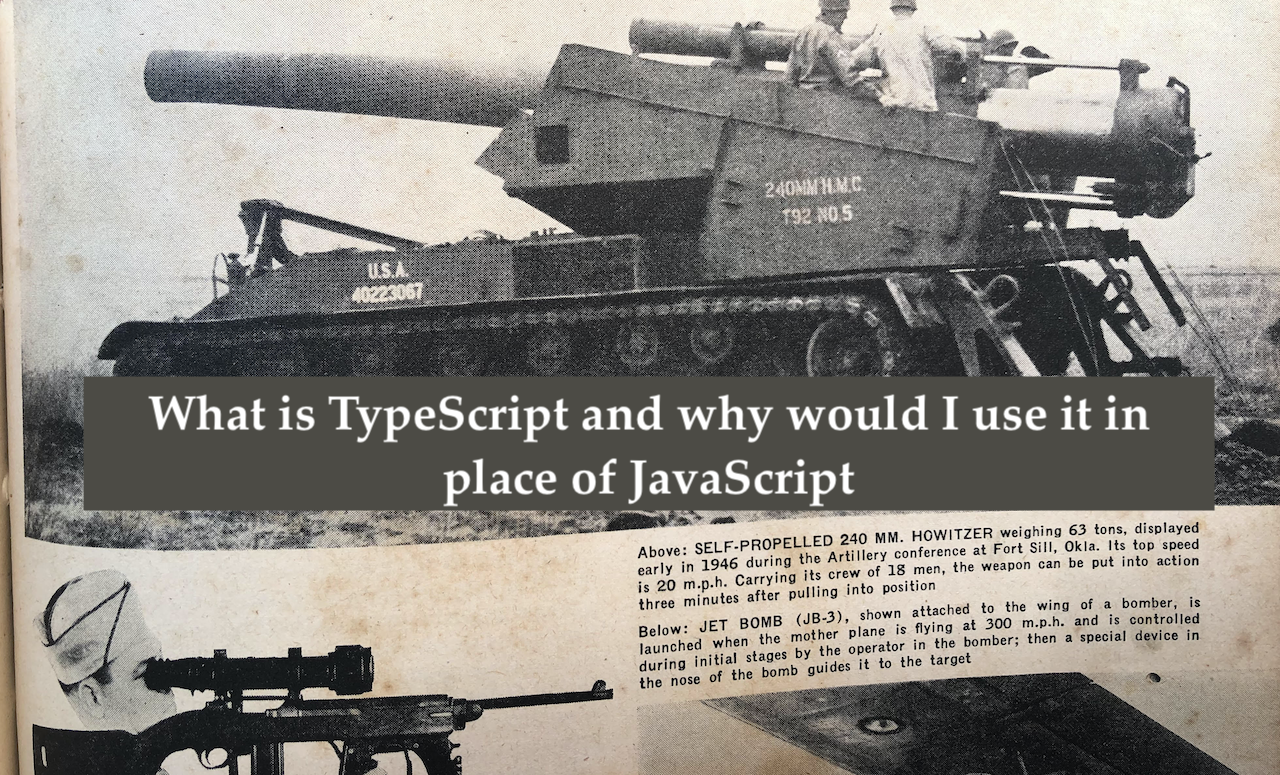 240MM H.M.C.
T92 NO.5
U.S.A.
40223067
What is TypeScript and why would I use it in
place of JavaScript
Above: SELF-PROPELLED 240 MM. HOWITZER weighing 63 tons, displayed
early in 1946 during the Artillery conference at Fort Sill, Okla. Its top speed
is 20 m.p.h. Carrying its crew of 18 men, the weapon can be put into action
three minutes after pulling into position
Below: JET BOMB (JB-3), shown attached to the wing of a bomber, is
launched when the mother plane is flying at 300 m.p.h. and is controlled
during initial stages by the operator in the bomber; then a special device in
the nose of the bomb guides it to the target